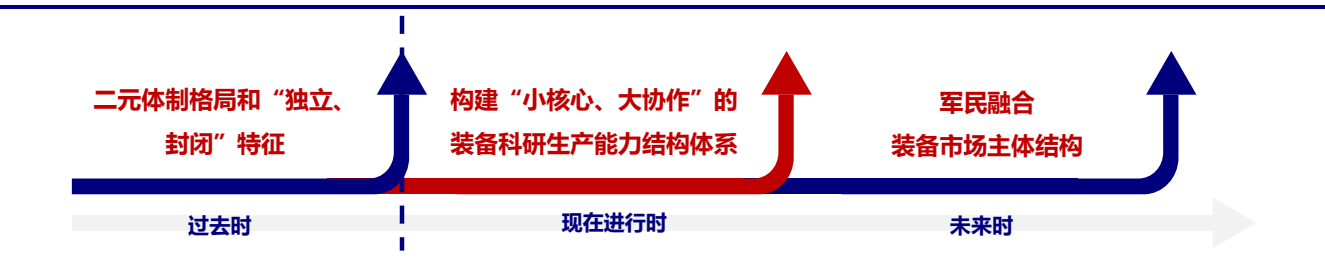 二元体制格局和“独立、
封闭”特征
构建“小核心、大协作”的
装备科研生产能力结构体系
军民融合
装备市场主体结构
过去时
现在进行时
未来时